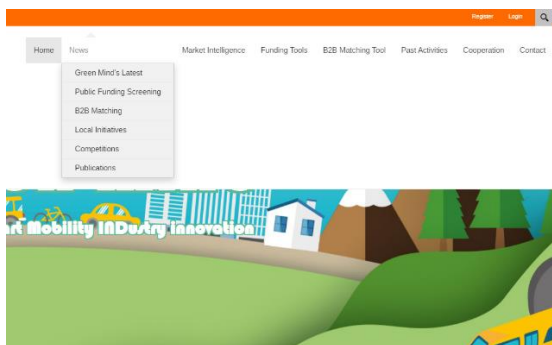 Register Login
Home News Market Intelligence Funding Tools B2B Matching Tool Past Activities Cooperation Contact
Green Mind's Latest
Public Funding Screening
B2B Matching
Local Initiatives
Competitions
Publications
Mobility INDustry innovation